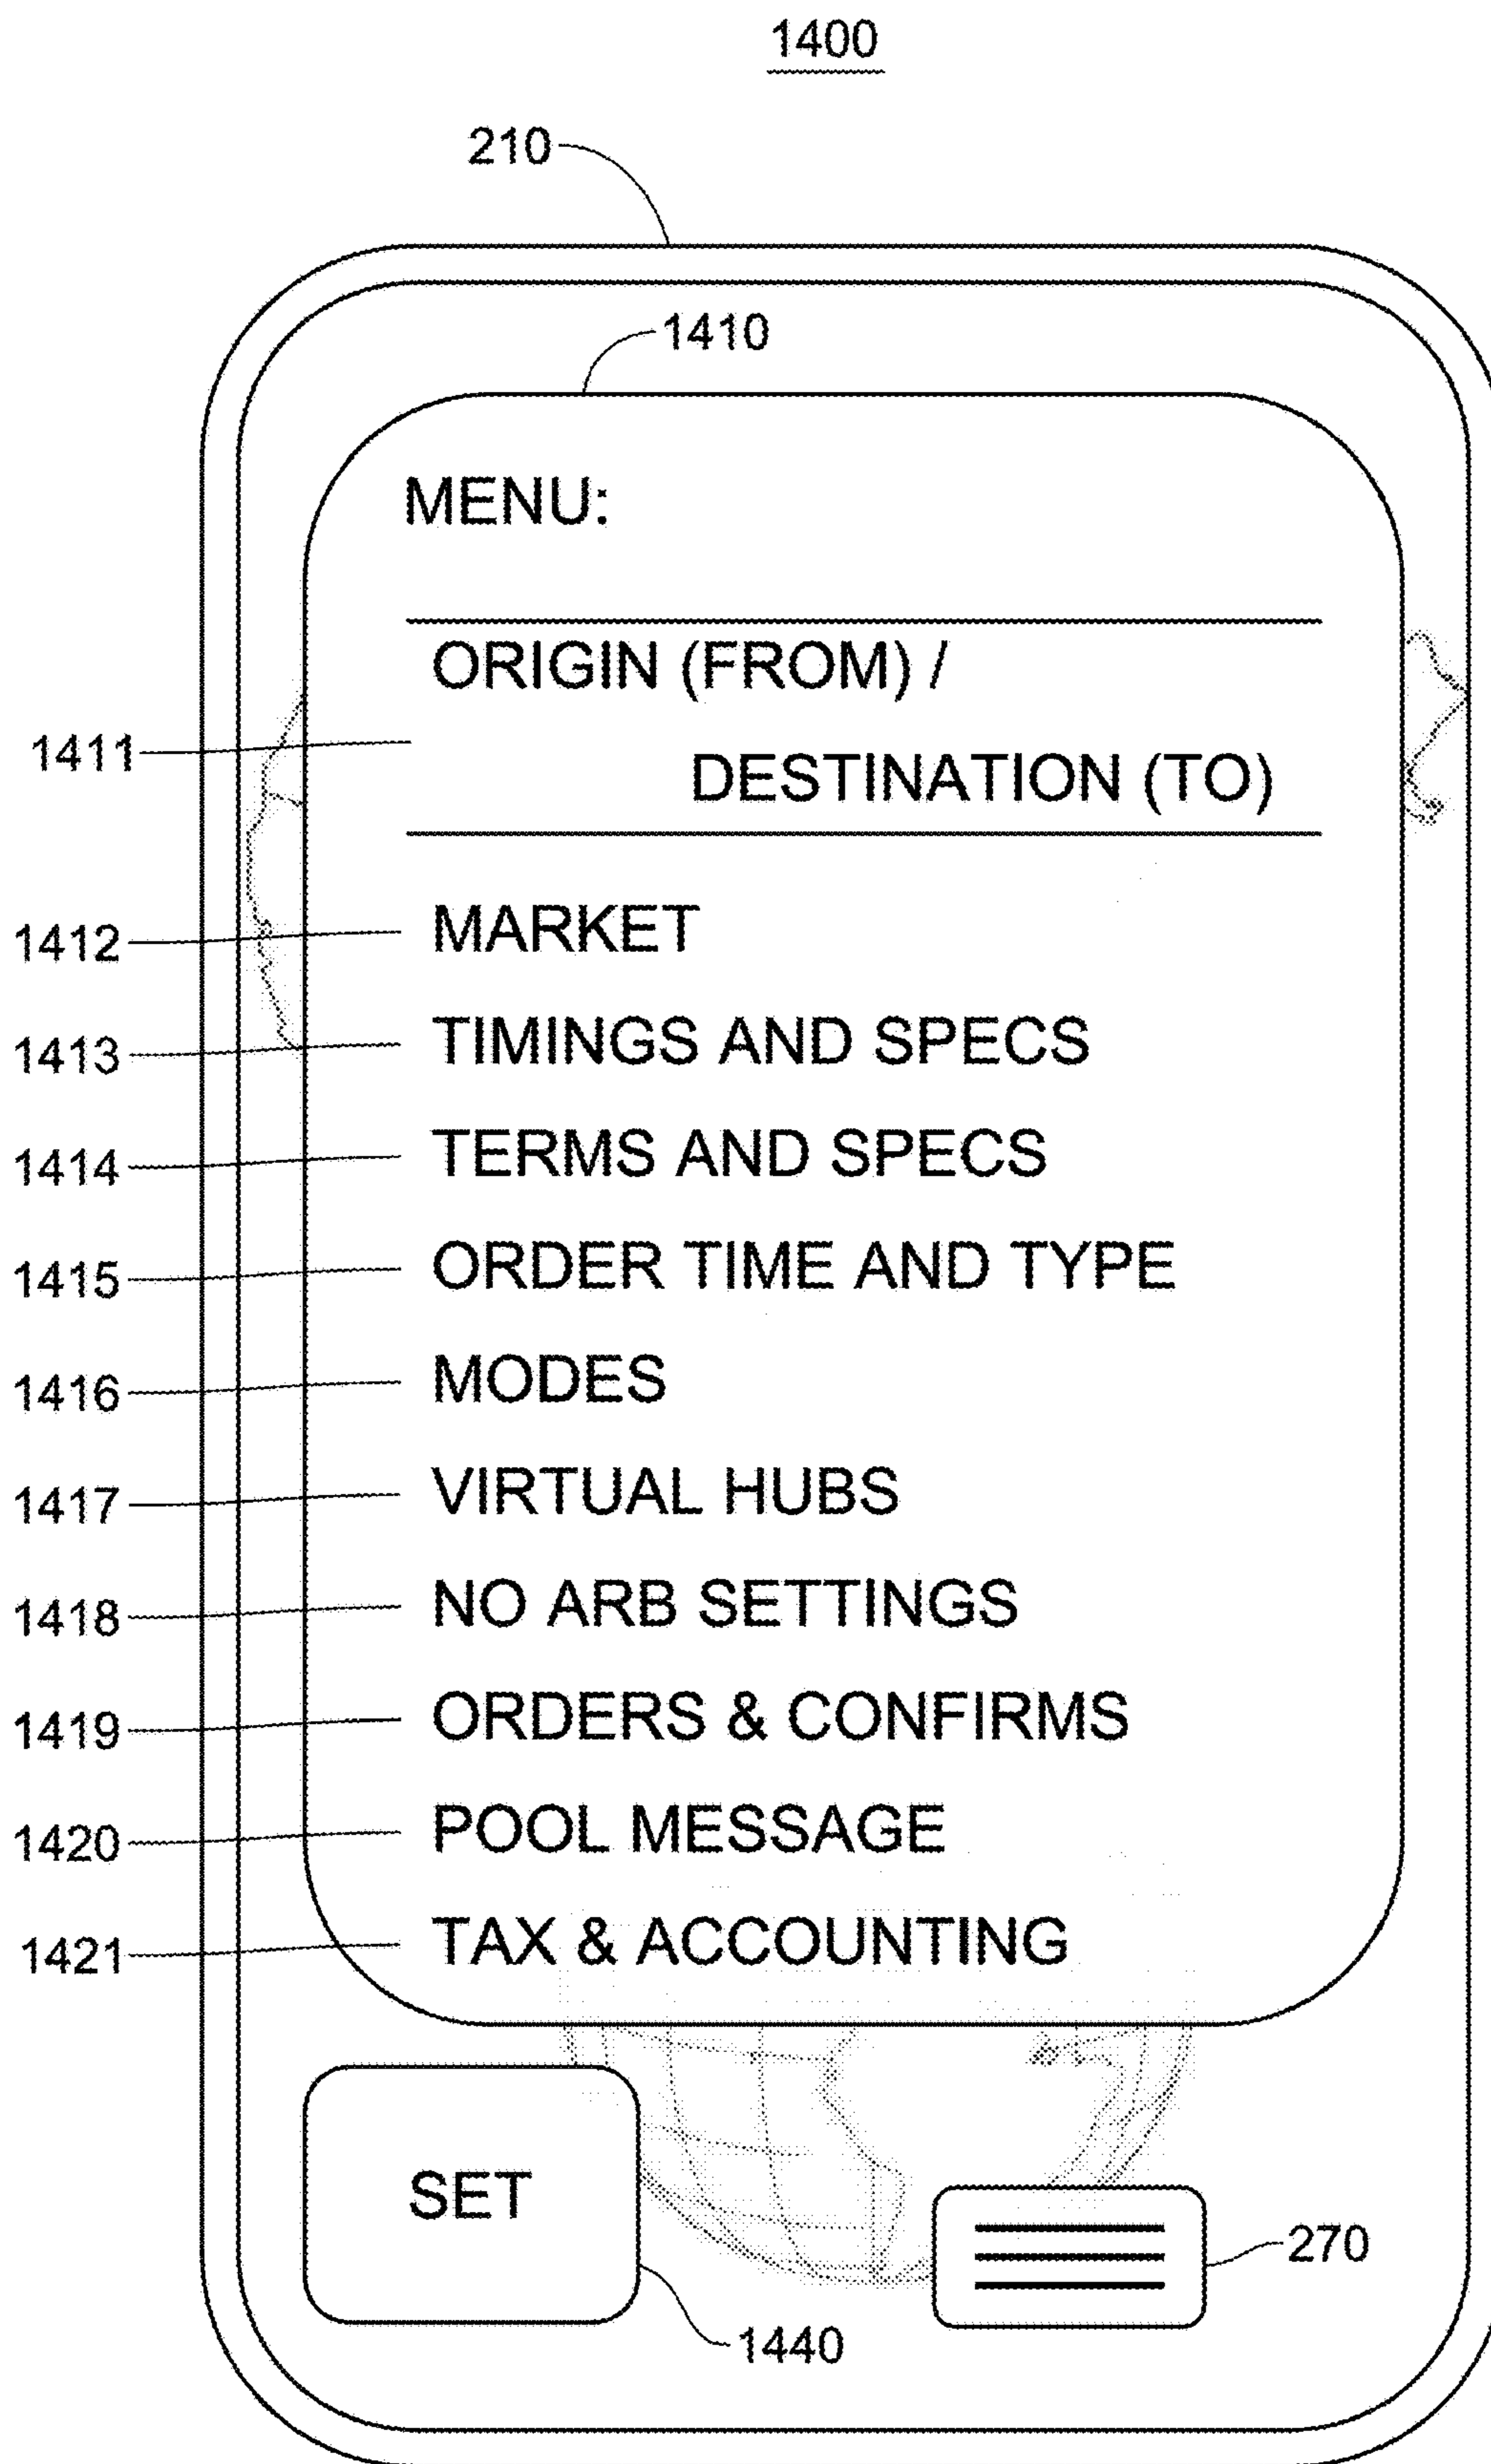 1400
210
1410
MENU:
ORIGIN (FROM) /
1411
DESTINATION (TO)
1412 MARKET
1413 TIMINGS AND SPECS
1414 TERMS AND SPECS
1415 ORDER TIME AND TYPE
1416 MODES
1417 VIRTUAL HUBS
1418 NO ARB SETTINGS
1419 ORDERS & CONFIRMS
1420 POOL MESSAGE
1421 TAX & ACCOUNTING
SET
270
1440